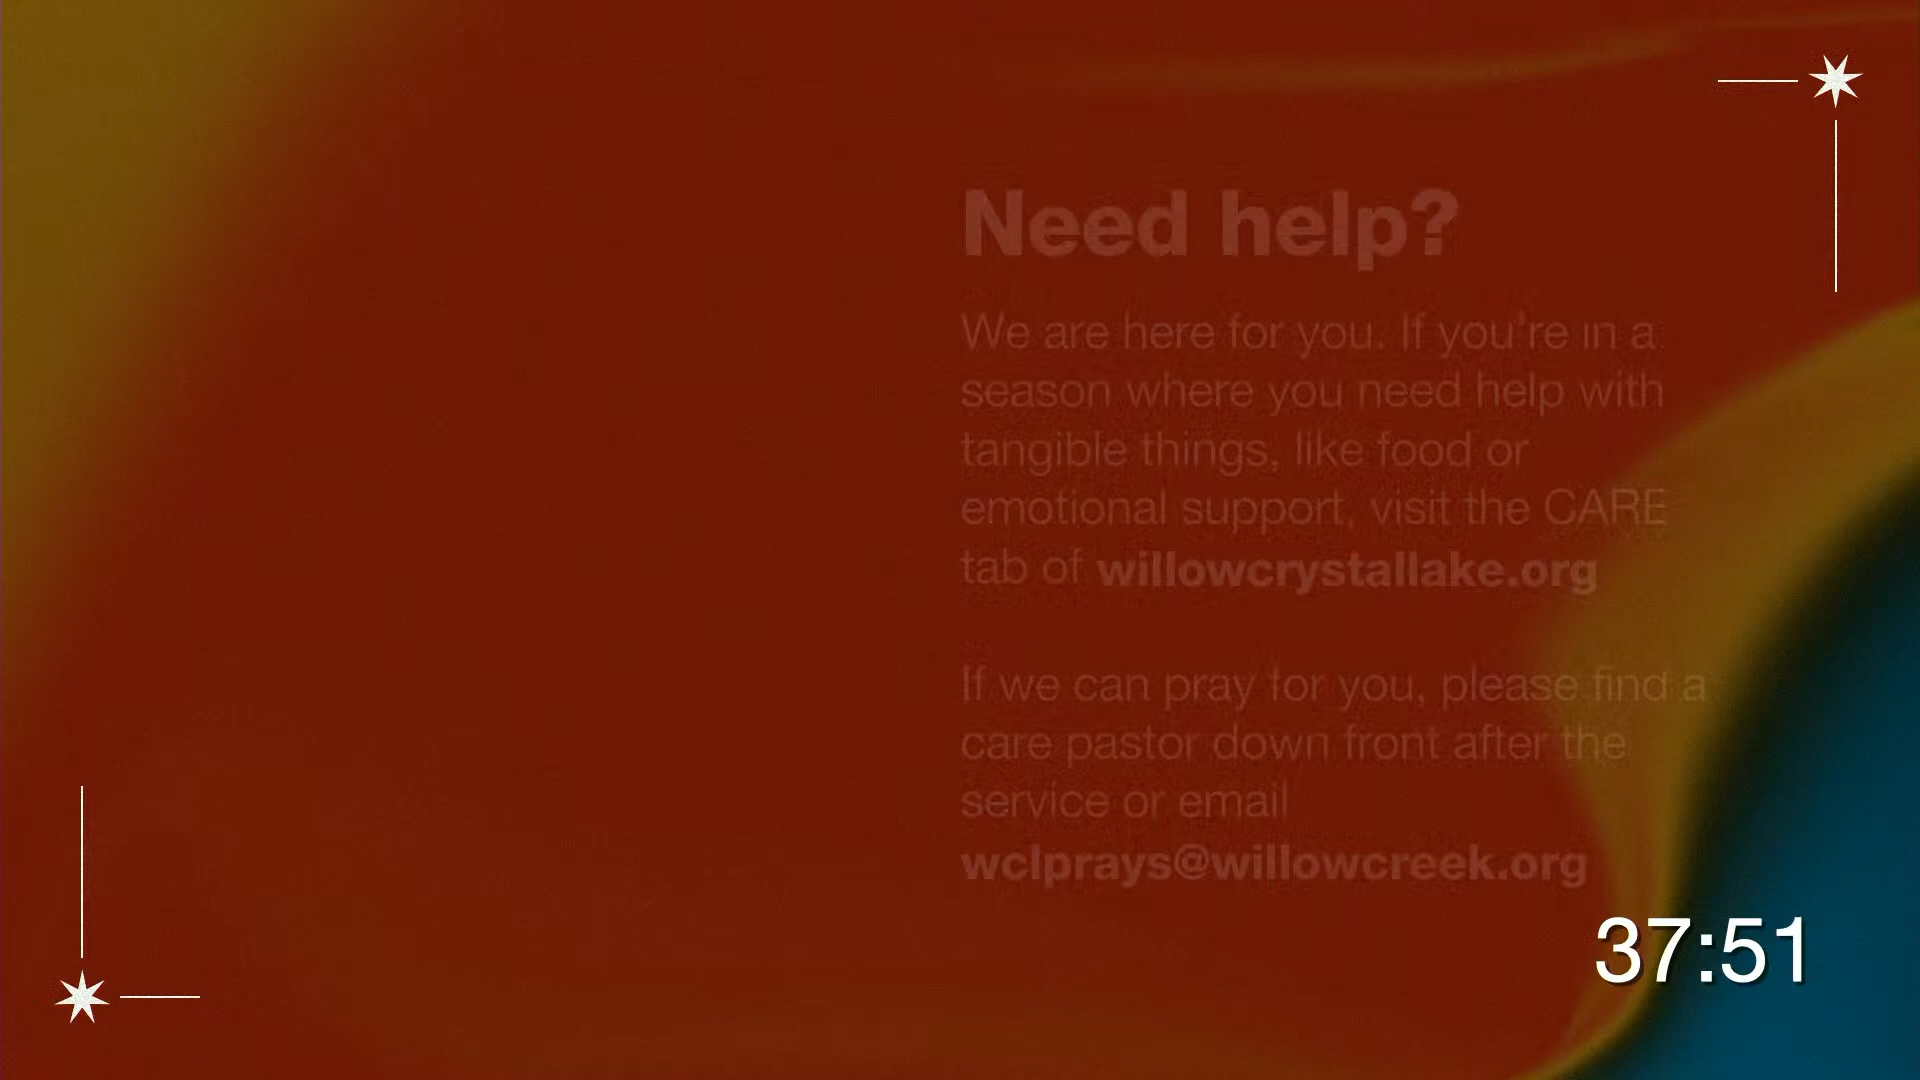 Need help?
We are here for you. If you’re in a
season where you need help with
tangible things, like food or
emotional support, visit the CARE
tab of willowcrystallake.org
If we can pray for you, please find a
care pastor down front after the
service or email
wclprays@willowcreek.org
37:51